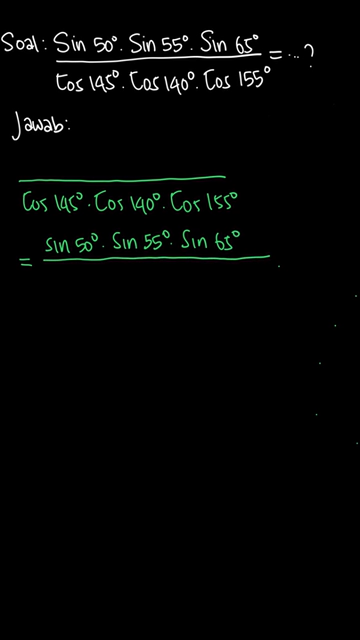 Soal: Sin 50°. Sin 55°. Sin 65° = ...?
Cos 145°. Cos 140°. Cos 155°
Jawab:
Cos 145°. Cos 140°. Cos 155°
= Sin 50°. Sin 55°. Sin 65°